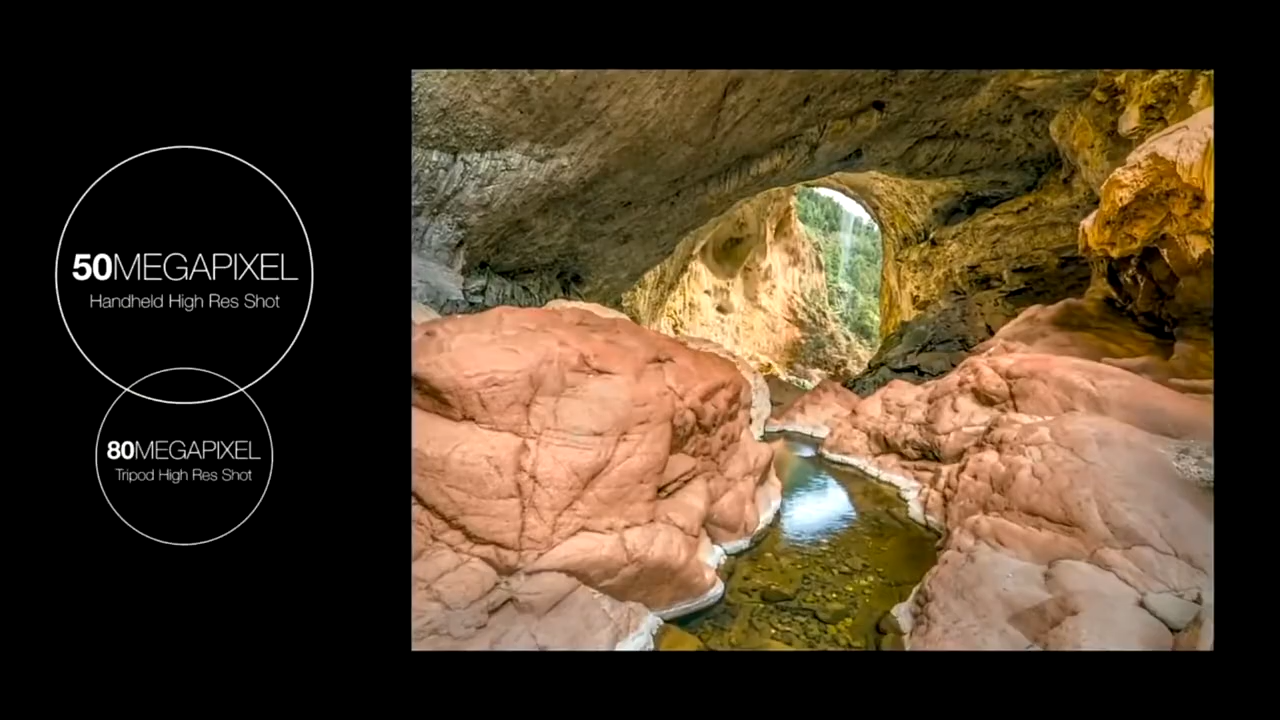 50MEGAPIXEL
Handheld High Res Shot
80MEGAPIXEL
Tripod High Res Shot